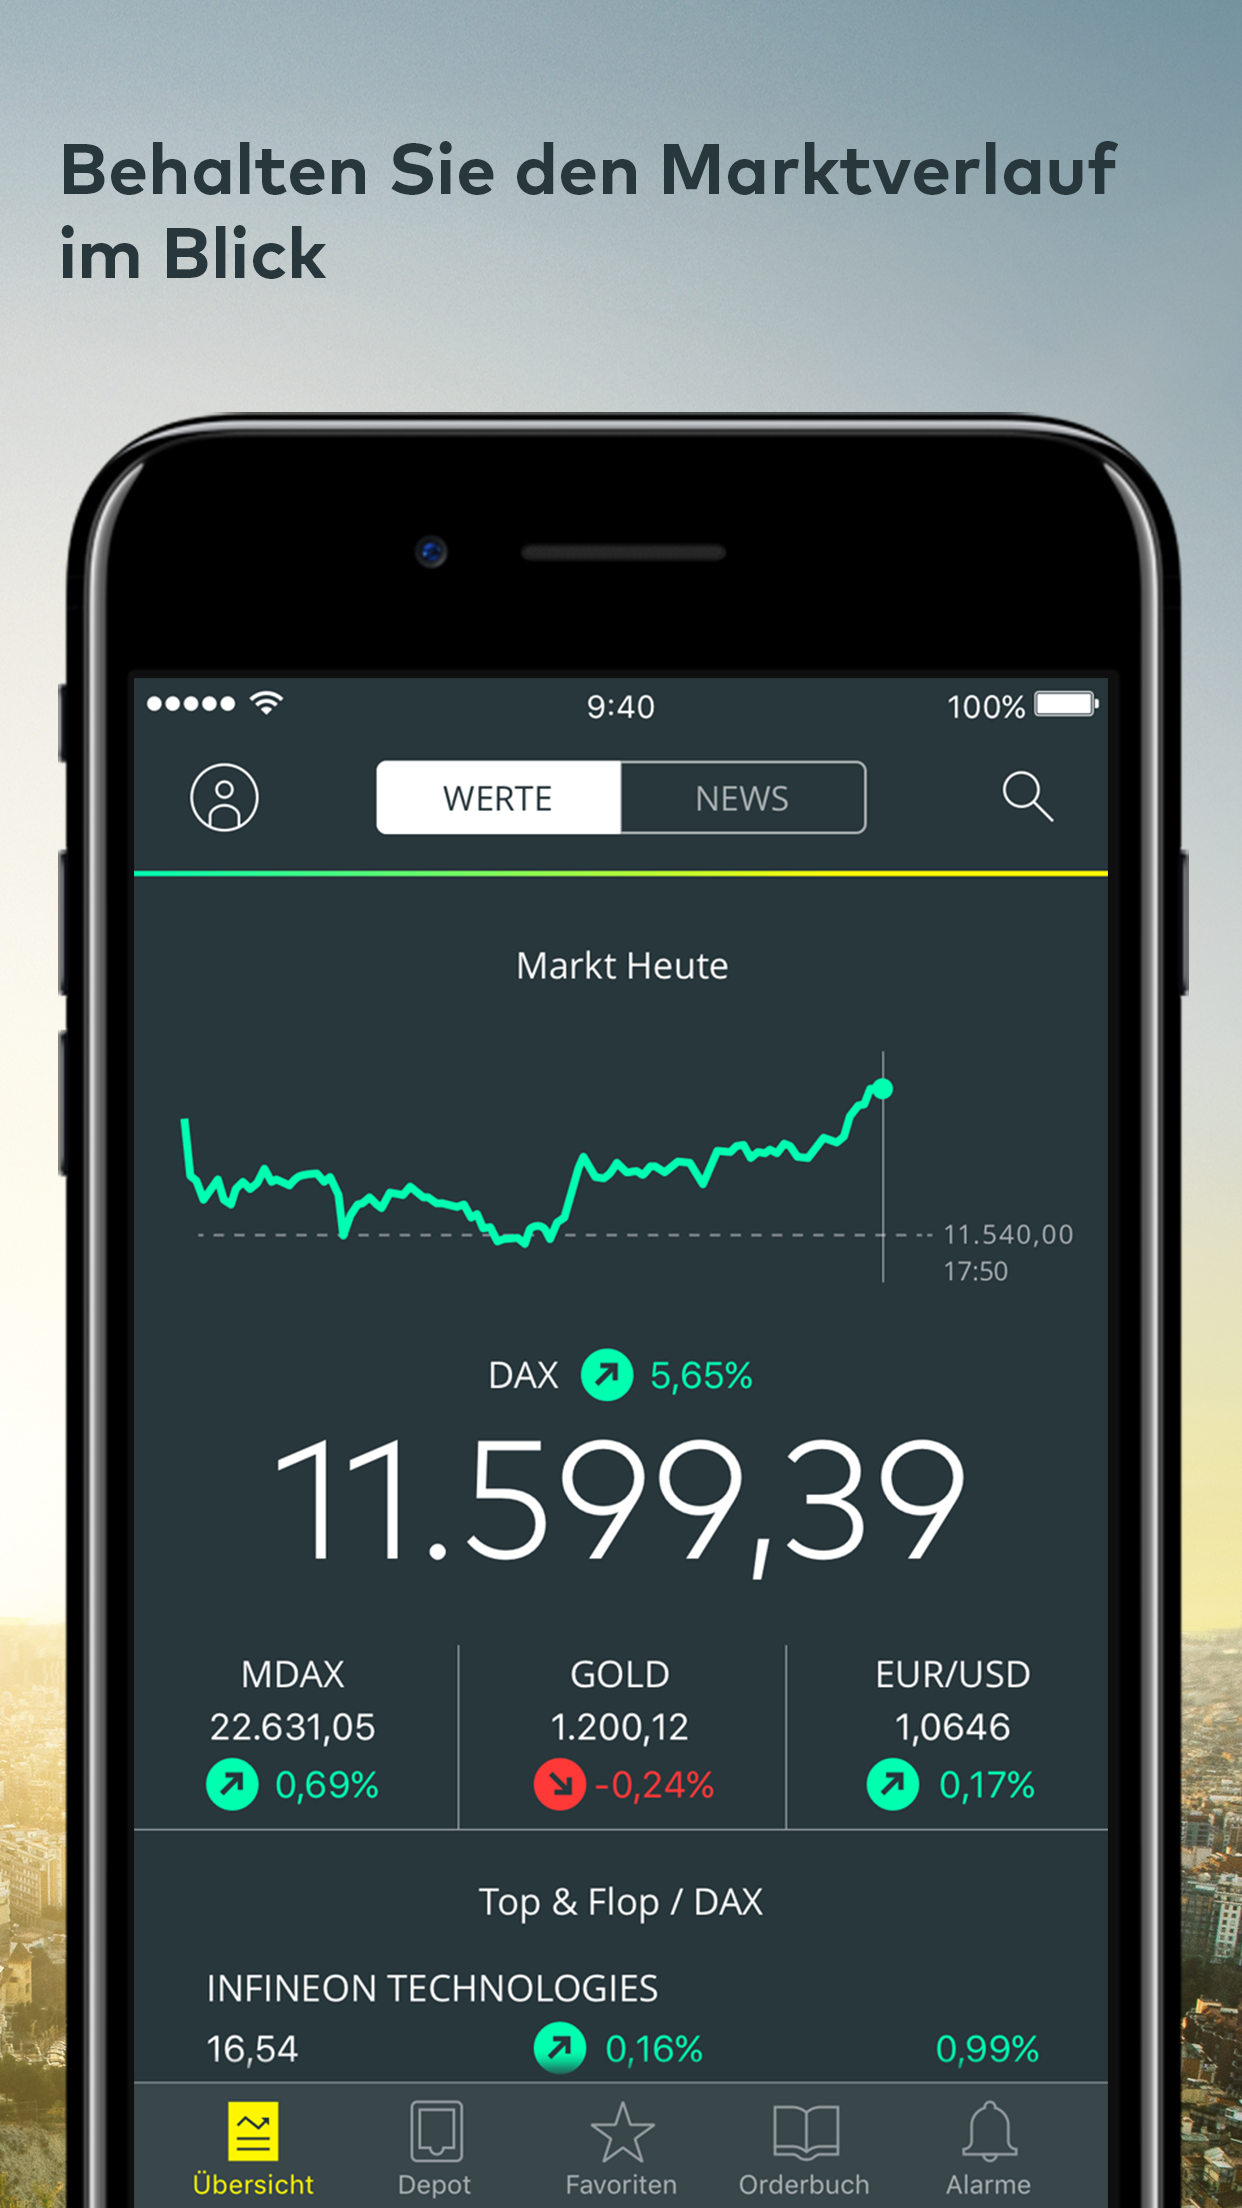 Behalten Sie den Marktverlauf
im Blick
9:40
100%
WERTE
NEWS
Markt Heute
11.540,00
17:50
DAX 5,65%
11.599,39
MDAX
22.631,05
0,69%
GOLD
1.200,12
-0,24%
EUR/USD
1,0646
0,17%
Top & Flop / DAX
INFINEON TECHNOLOGIES
16,54 0,16% 0,99%
Übersicht
Depot
Favoriten
Orderbuch
Alarme